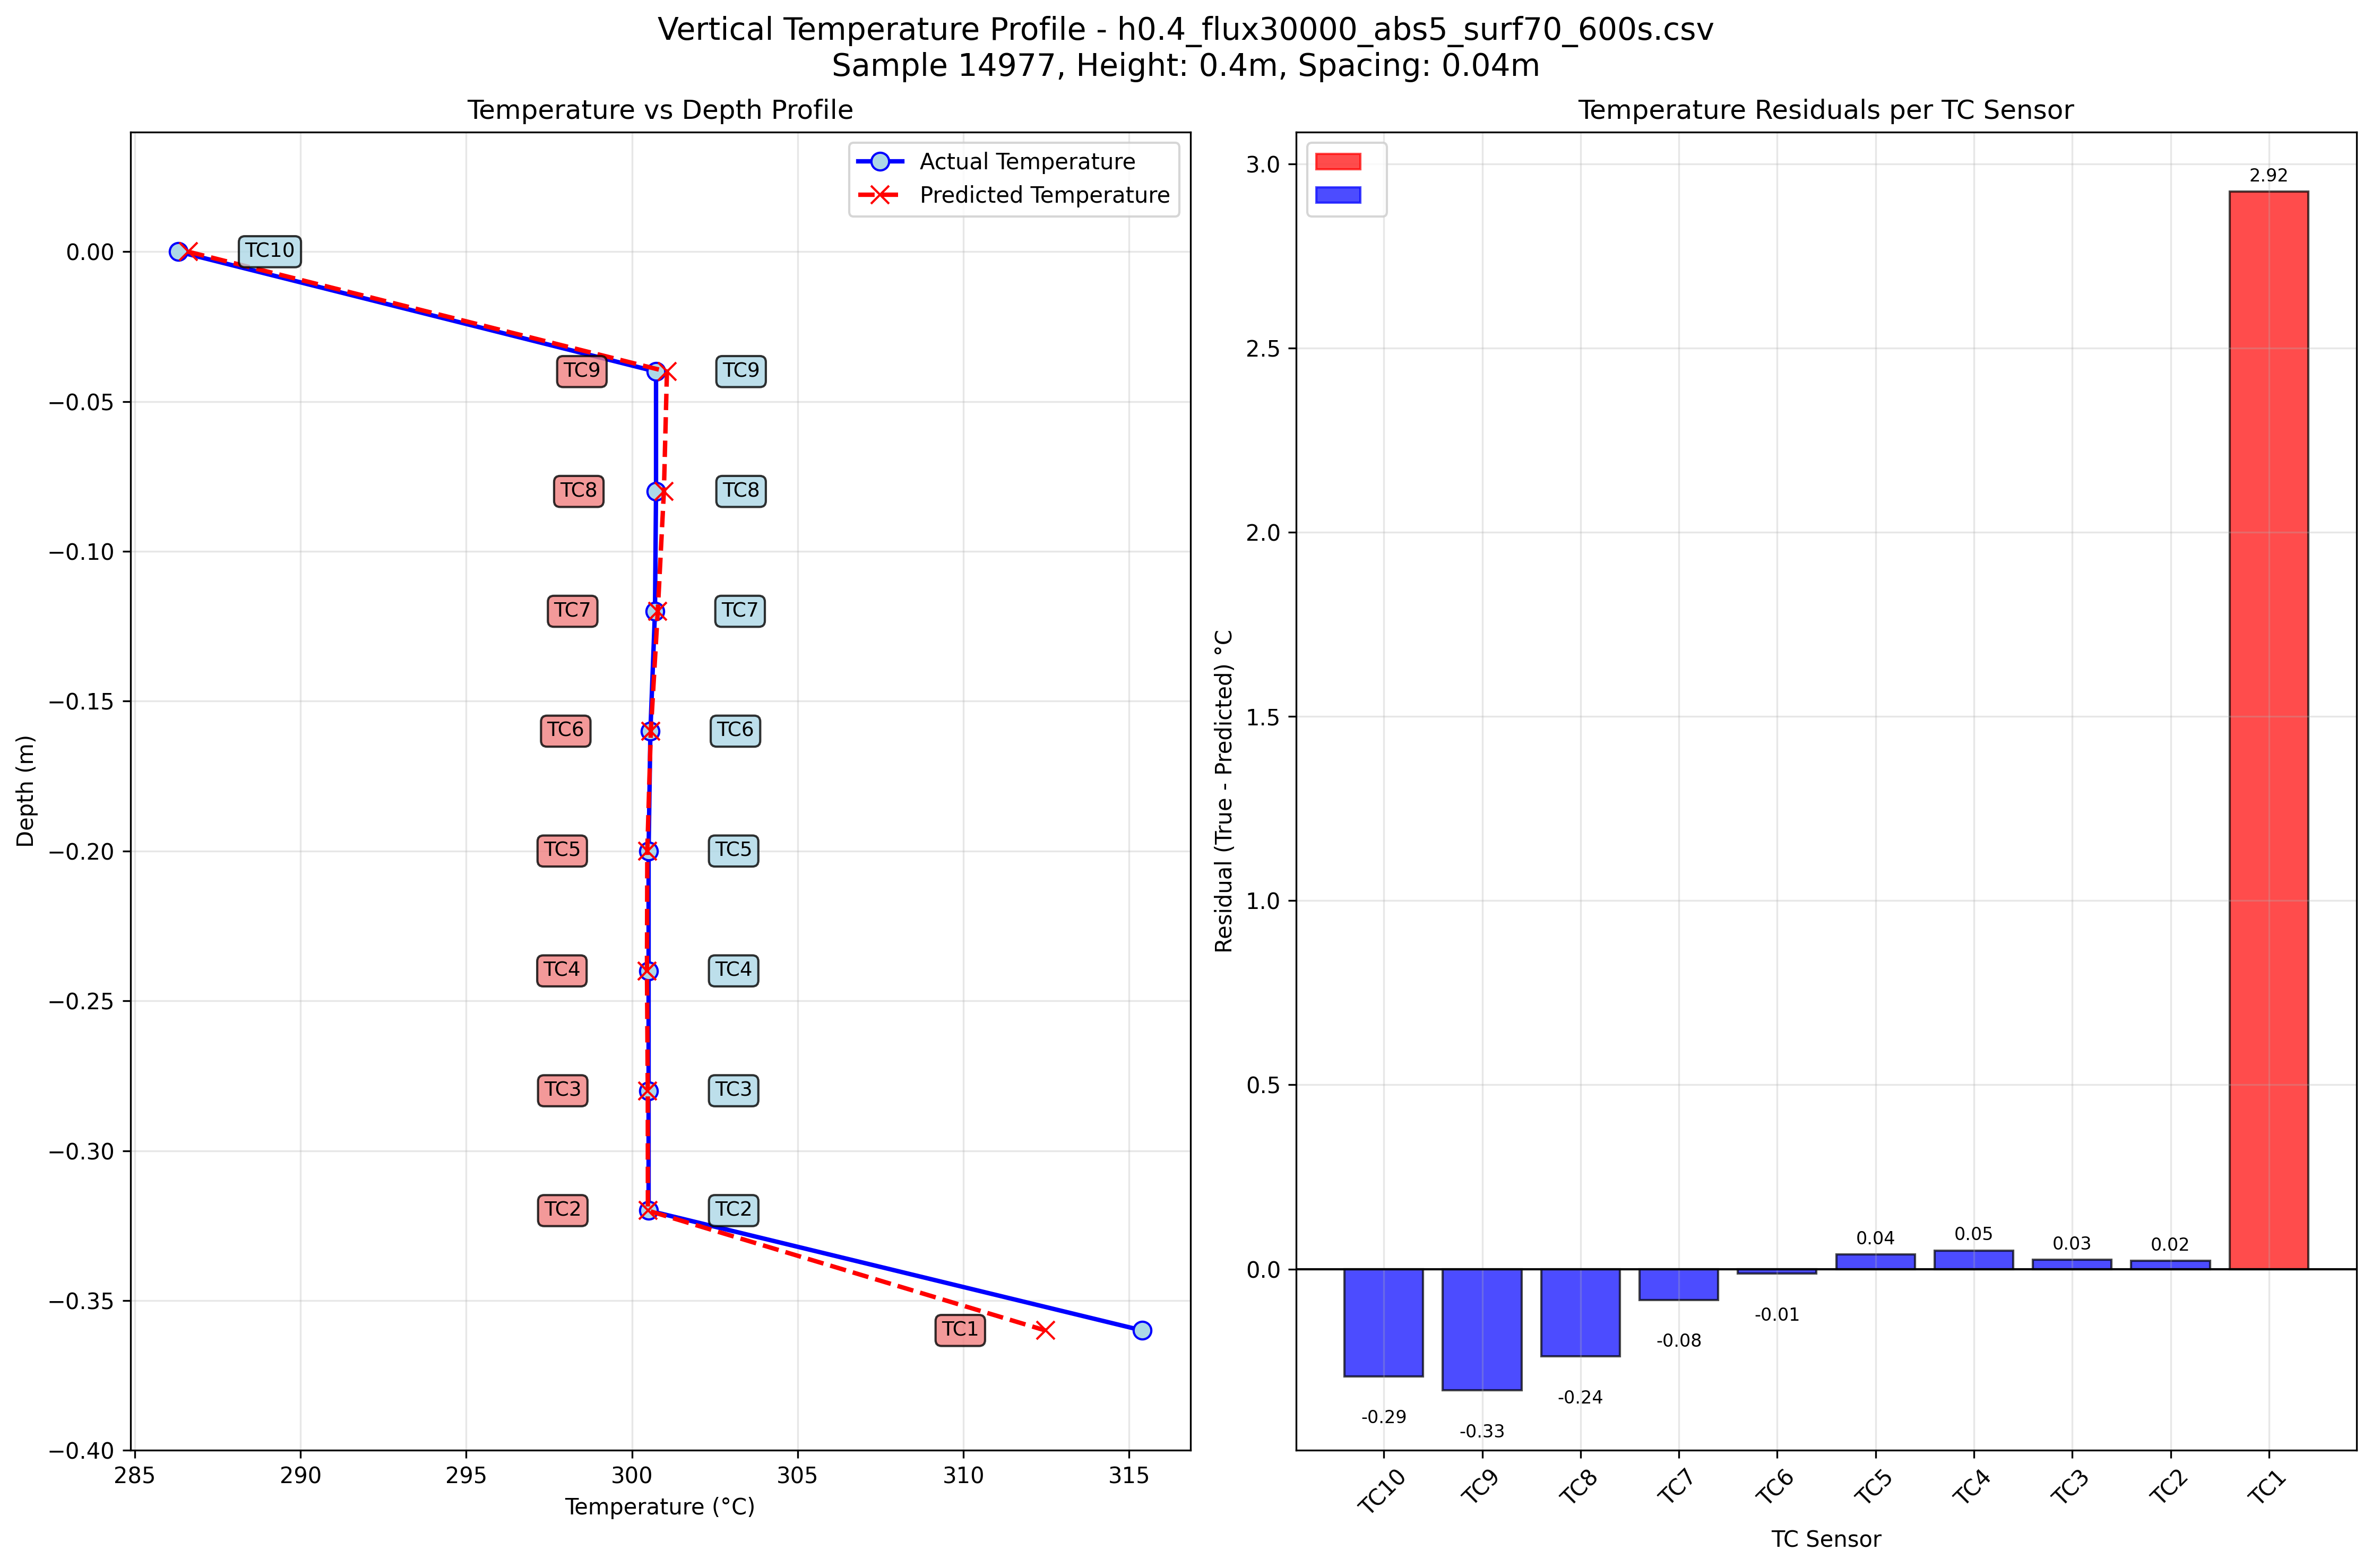 Vertical Temperature Profile - h0.4_flux30000_abs5_surf70_600s.csv
Sample 14977, Height: 0.4m, Spacing: 0.04m
Temperature vs Depth Profile
Actual Temperature
Predicted Temperature
TC10
TC9 TC9
TC8 TC8
TC7 TC7
TC6 TC6
TC5 TC5
TC4 TC4
TC3 TC3
TC2 TC2
TC1
0.00
−0.05
−0.10
−0.15
−0.20
−0.25
−0.30
−0.35
−0.40
Depth (m)
285 290 295 300 305 310 315
Temperature (°C)
Temperature Residuals per TC Sensor
3.0
2.5
2.0
1.5
1.0
0.5
0.0
Residual (True - Predicted) °C
-0.29
-0.33
-0.24
-0.08
-0.01
0.04
0.05
0.03
0.02
2.92
TC10 TC9 TC8 TC7 TC6 TC5 TC4 TC3 TC2 TC1
TC Sensor